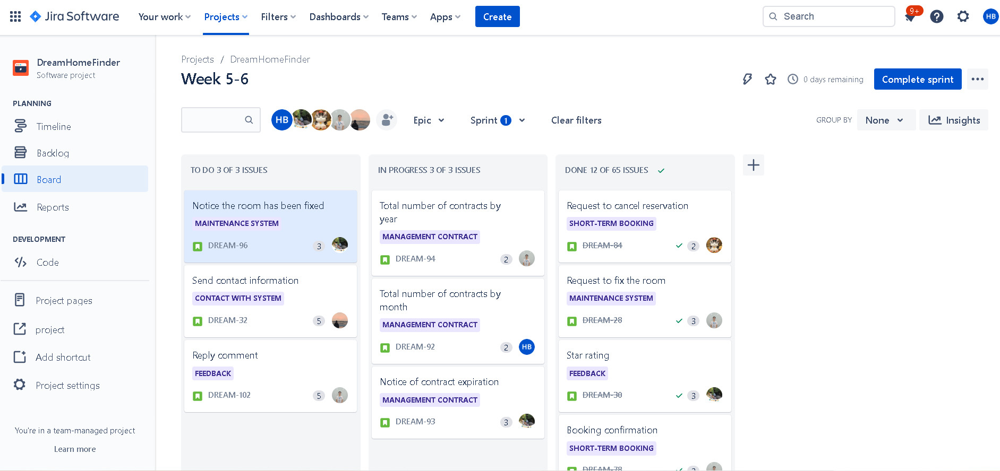 Jira Software
Your work
Projects
Filters
Dashboards
Teams
Apps
Create
Search
9+
HB
DreamHomeFinder
Software project
PLANNING
Timeline
Backlog
Board
Reports
DEVELOPMENT
Code
Project pages
project
Add shortcut
Project settings
You're in a team-managed project
Learn more
Projects / DreamHomeFinder
Week 5-6
0 days remaining
Complete sprint
HB
Epic
Sprint 1
Clear filters
GROUP BY
None
Insights
TO DO 3 OF 3 ISSUES
Notice the room has been fixed
MAINTENANCE SYSTEM
DREAM-96 3
Send contact information
CONTACT WITH SYSTEM
DREAM-32 5
Reply comment
FEEDBACK
DREAM-102 5
IN PROGRESS 3 OF 3 ISSUES
Total number of contracts by
year
MANAGEMENT CONTRACT
DREAM-94 2
Total number of contracts by
month
MANAGEMENT CONTRACT
DREAM-92 2 HB
Notice of contract expiration
MANAGEMENT CONTRACT
DREAM-93 3
DONE 12 OF 65 ISSUES
Request to cancel reservation
SHORT-TERM BOOKING
DREAM-84 2
Request to fix the room
MAINTENANCE SYSTEM
DREAM-28 3
Star rating
FEEDBACK
DREAM-30 3
Booking confirmation
SHORT-TERM BOOKING
DREAM-78